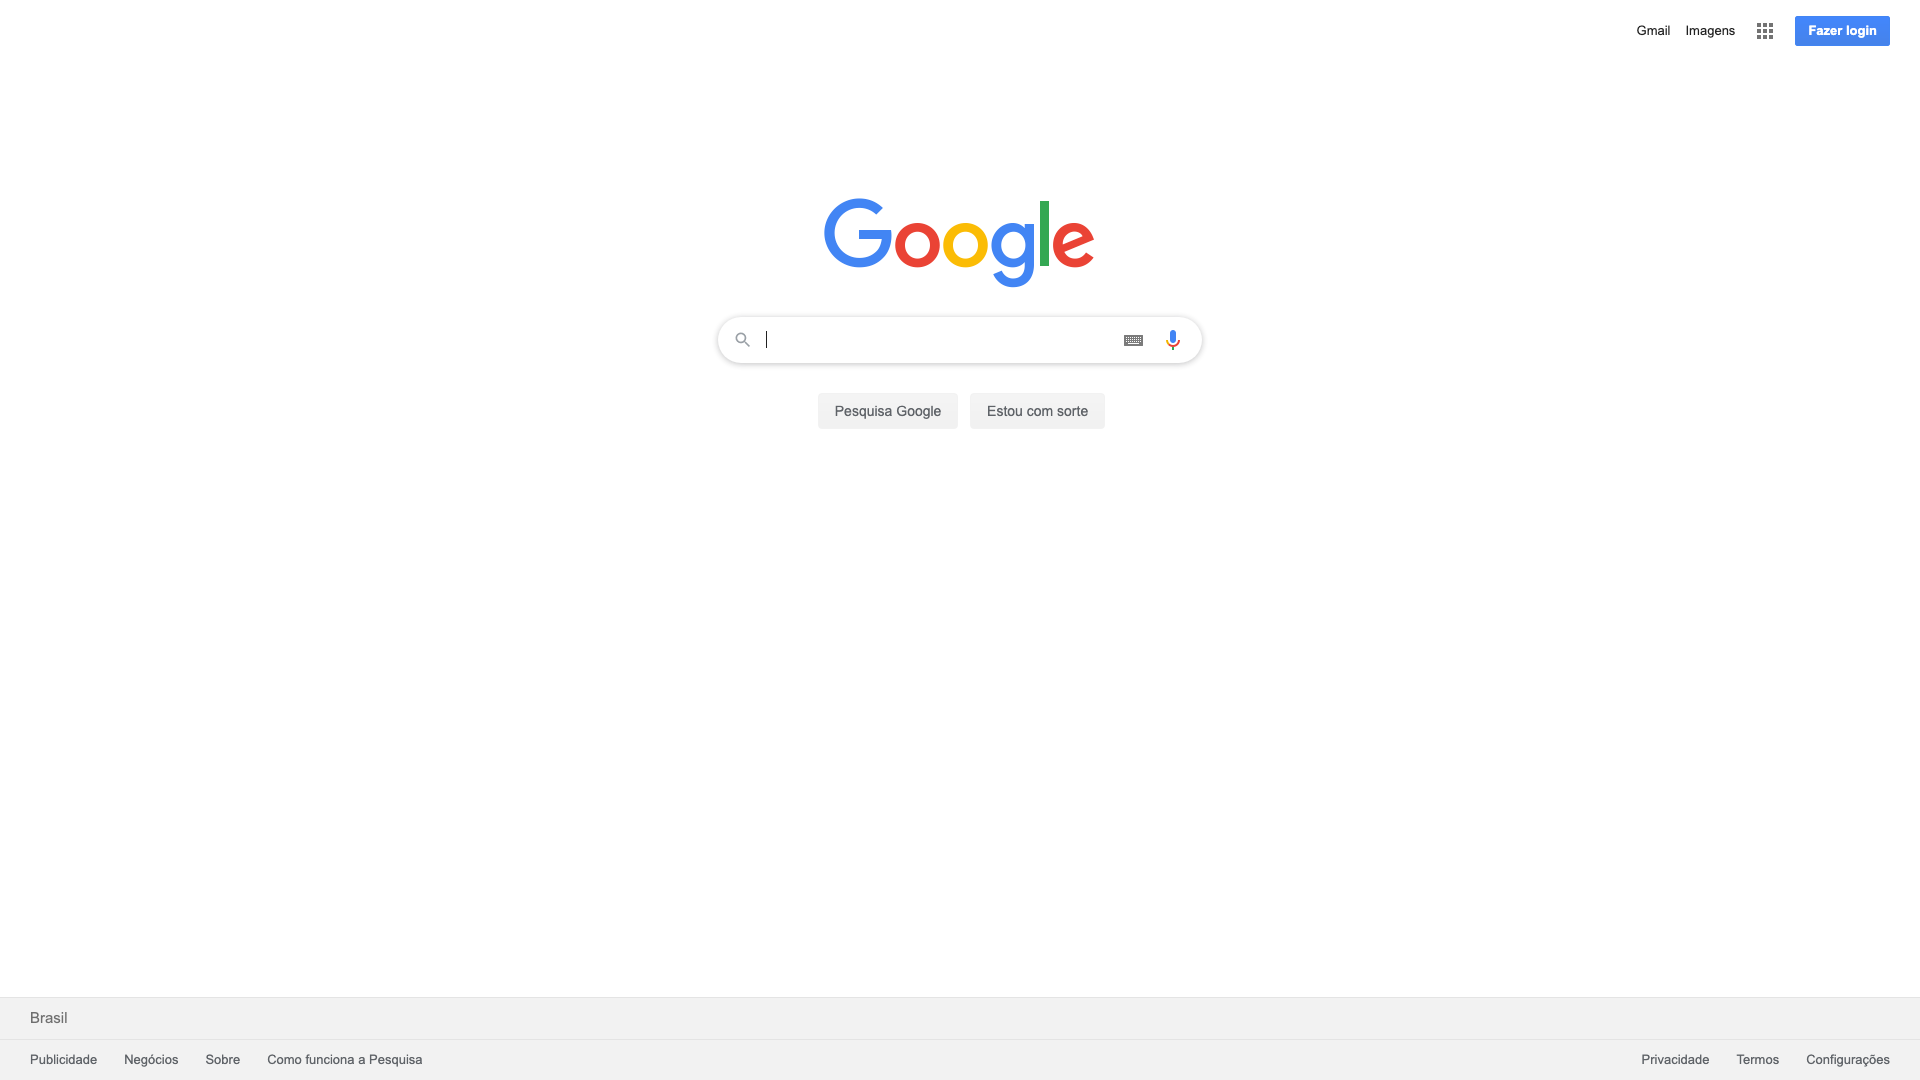 Gmail Imagens Fazer login
Google
Pesquisa Google Estou com sorte
Brasil
Publicidade Negócios Sobre Como funciona a Pesquisa Privacidade Termos Configurações